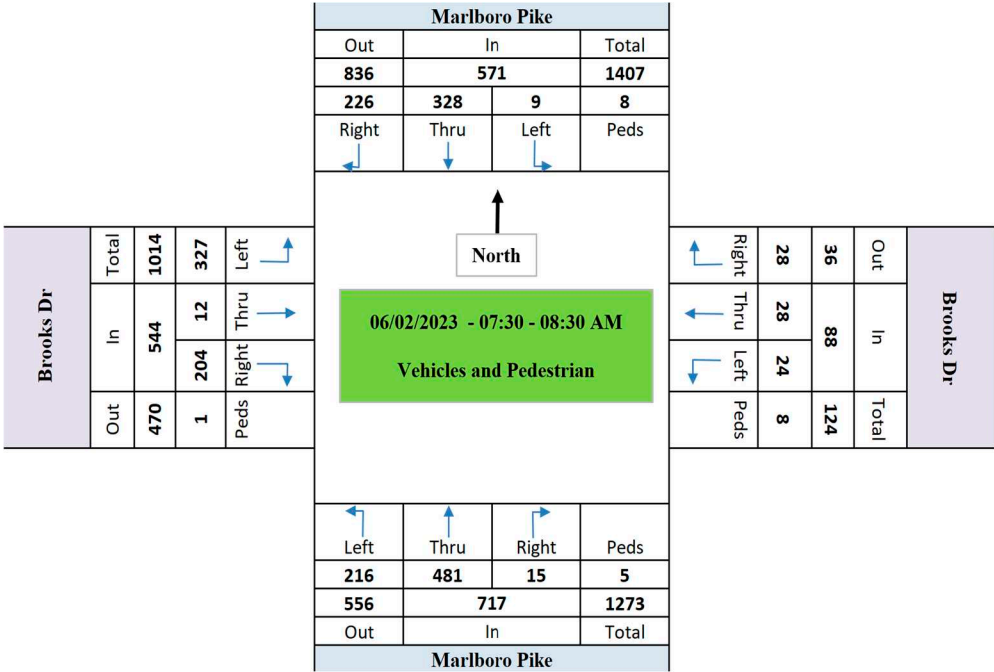 Marlboro Pike
Out In Total
836 571 1407
226 328 9 8
Right Thru Left Peds
North
06/02/2023 - 07:30 - 08:30 AM
Vehicles and Pedestrian
Brooks Dr
Total In Out
1014 544 470
327 12 204 1
Left Thru Right Peds
Right Thru Left Peds
28 28 24 8
36 88 124
Out In Total
Brooks Dr
Left Thru Right Peds
216 481 15 5
556 717 1273
Out In Total
Marlboro Pike